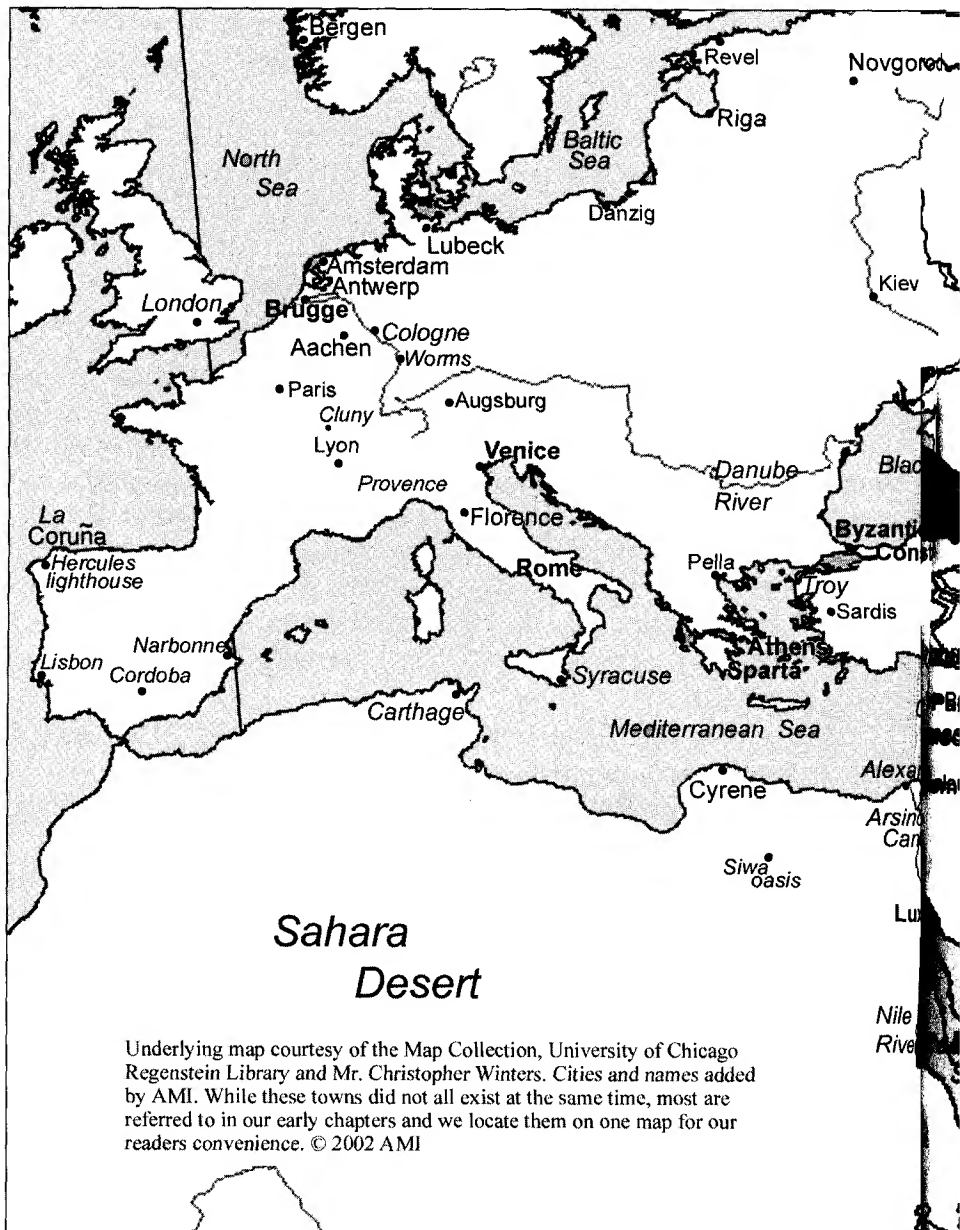 Bergen
Revel
Novgorod
Riga
North
Sea
Baltic
Sea
Danzig
Lubeck
Amsterdam
Antwerp
London
Brugge
Kiev
Cologne
Aachen
Worms
Paris
Augsburg
Cluny
Lyon
Venice
Danube
River
Provence
La
Coruña
Florence
Hercules
lighthouse
Rome
Pella
Troy
Sardis
Narbonne
Athens
Lisbon
Cordoba
Syracuse
Sparta
Carthage
Mediterranean Sea
Cyrene
Siwa
oasis
Sahara
Desert
Nile
Underlying map courtesy of the Map Collection, University of Chicago
Regenstein Library and Mr. Christopher Winters. Cities and names added
by AMI. While these towns did not all exist at the same time, most are
referred to in our early chapters and we locate them on one map for our
readers convenience. © 2002 AMI